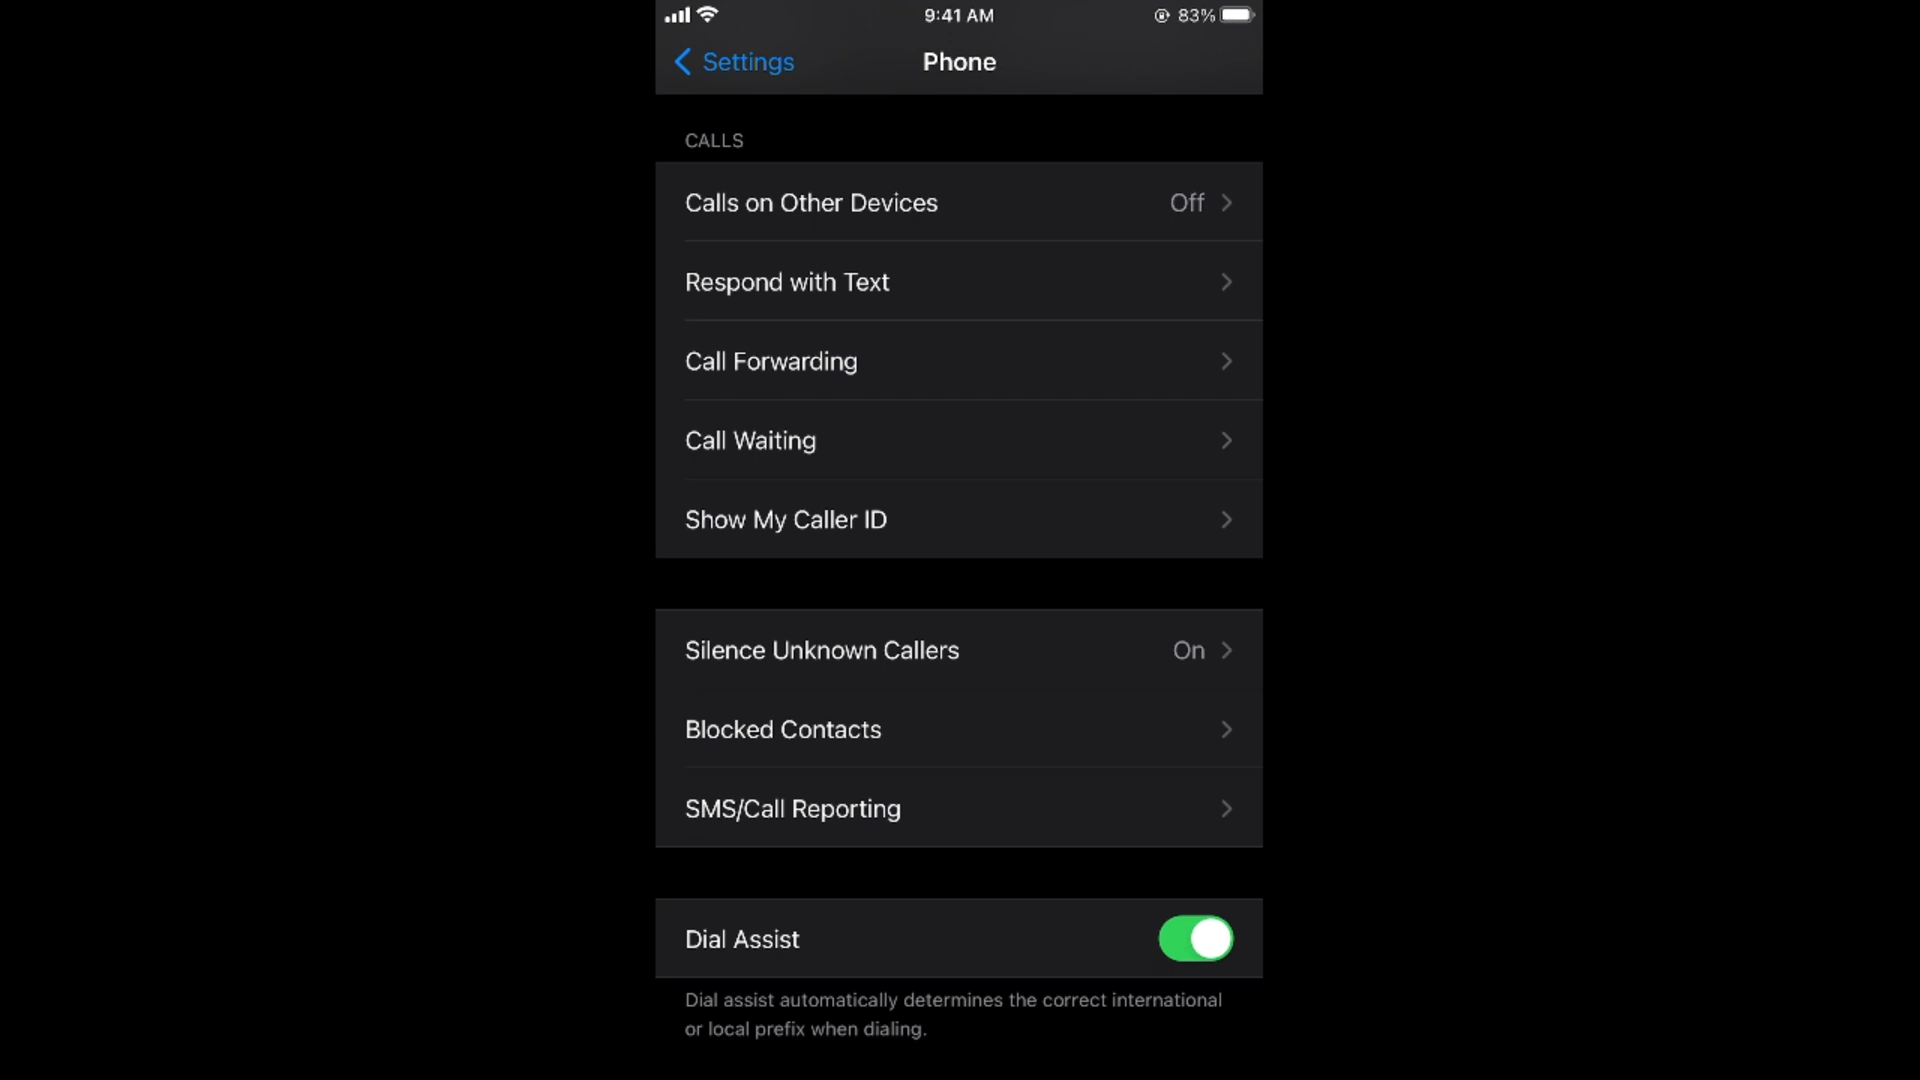 9:41 AM
83%
Settings
Phone
CALLS
Calls on Other Devices
Off
Respond with Text
Call Forwarding
Call Waiting
Show My Caller ID
Silence Unknown Callers
On
Blocked Contacts
SMS/Call Reporting
Dial Assist
Dial assist automatically determines the correct international
or local prefix when dialing.